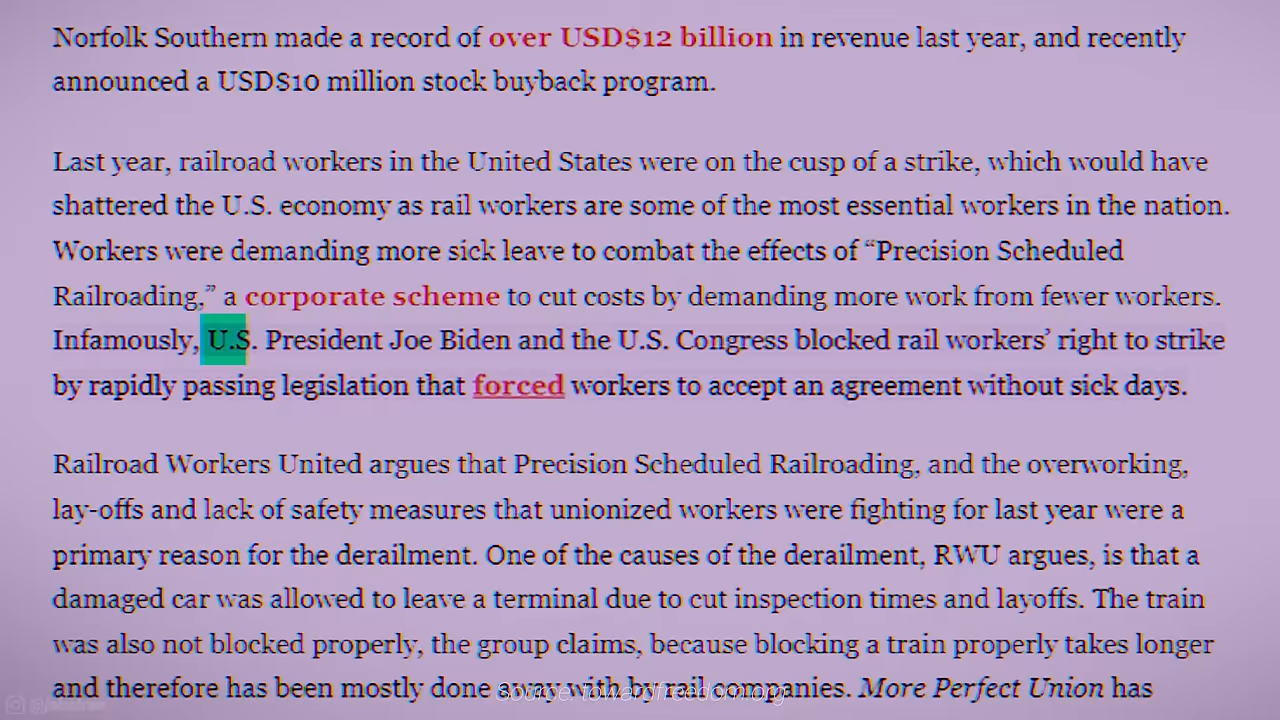 Norfolk Southern made a record of over USD$12 billion in revenue last year, and recently
announced a USD$10 million stock buyback program.
Last year, railroad workers in the United States were on the cusp of a strike, which would have
shattered the U.S. economy as rail workers are some of the most essential workers in the nation.
Workers were demanding more sick leave to combat the effects of “Precision Scheduled
Railroading,” a corporate scheme to cut costs by demanding more work from fewer workers.
Infamously, U.S. President Joe Biden and the U.S. Congress blocked rail workers’ right to strike
by rapidly passing legislation that forced workers to accept an agreement without sick days.
Railroad Workers United argues that Precision Scheduled Railroading, and the overworking,
lay-offs and lack of safety measures that unionized workers were fighting for last year were a
primary reason for the derailment. One of the causes of the derailment, RWU argues, is that a
damaged car was allowed to leave a terminal due to cut inspection times and layoffs. The train
was also not blocked properly, the group claims, because blocking a train properly takes longer
and therefore has been mostly done away with by rail companies. More Perfect Union has
Source: towardfreedom.org